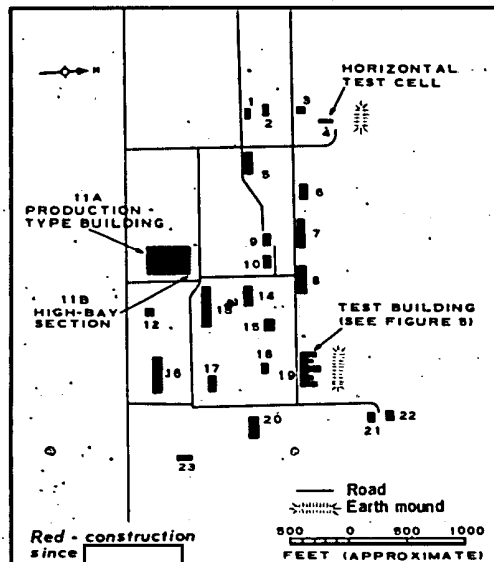 N
HORIZONTAL
TEST CELL
1
2
3
4
5
6
11A
PRODUCTION-
TYPE BUILDING
7
9
10
8
11B
HIGH-BAY
SECTION
12
13
14
15
TEST BUILDING
(SEE FIGURE 8)
16
17
18
19
20
21
22
23
Road
Earth mound
Red - construction
since
500 0 500 1000
FEET (APPROXIMATE)